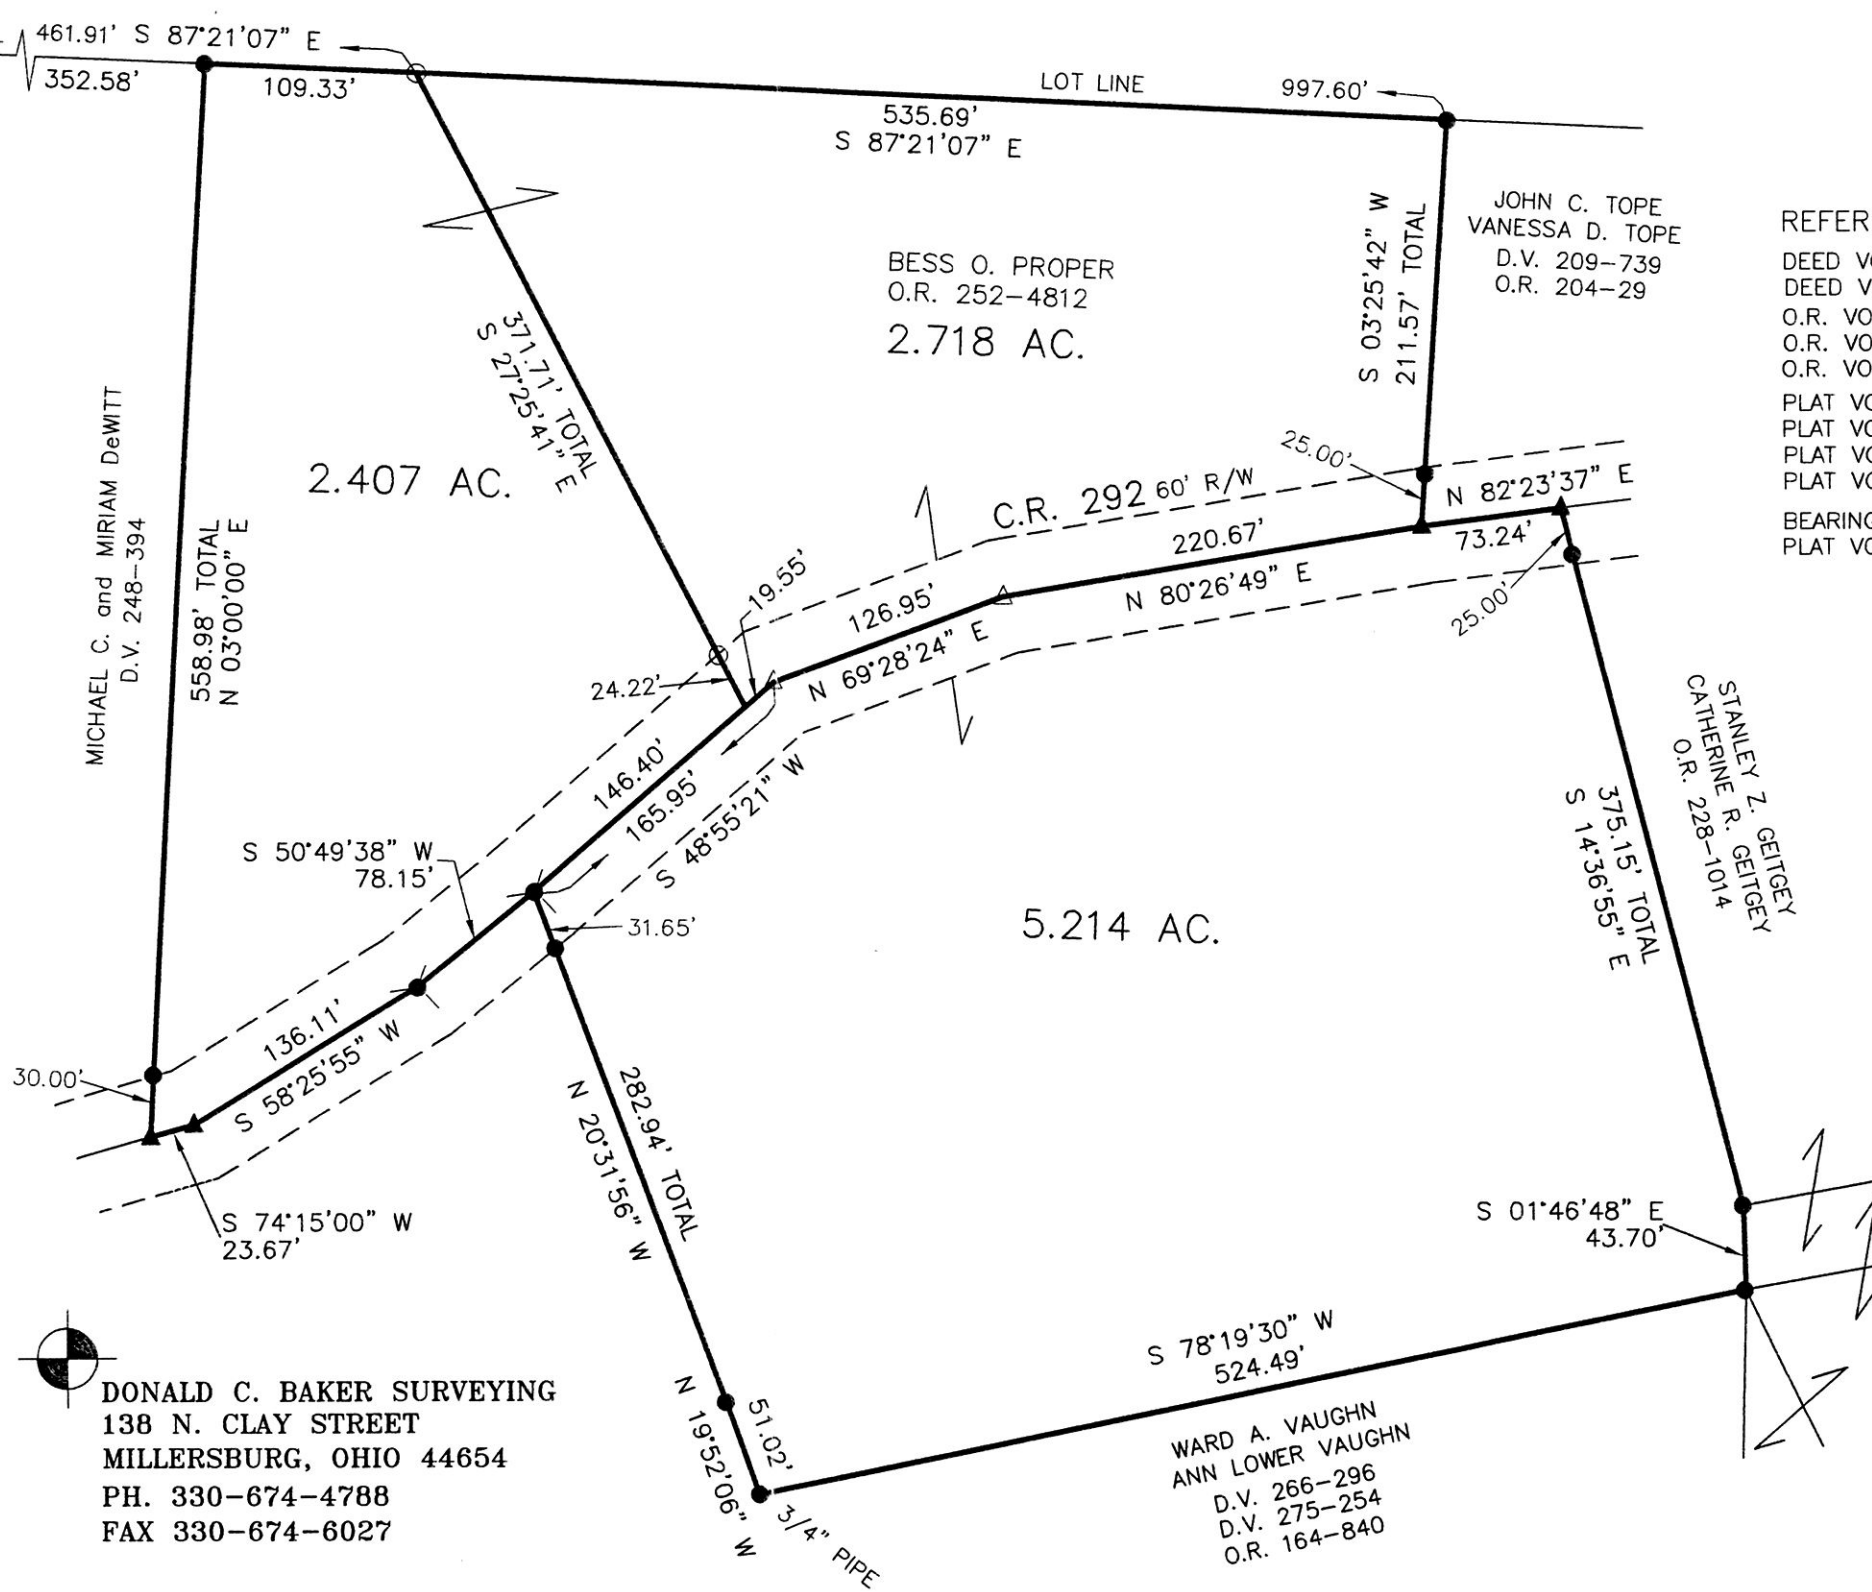 461.91' S 87°21'07" E
352.58'
109.33'
LOT LINE
997.60'
535.69'
S 87°21'07" E
JOHN C. TOPE
VANESSA D. TOPE
D.V. 209-739
O.R. 204-29
S 03°25'42" W
211.57' TOTAL
BESS O. PROPER
O.R. 252-4812
2.718 AC.
REFER
DEED VO
DEED V
O.R. VO
O.R. VO
O.R. VO
PLAT VO
PLAT VO
PLAT VO
PLAT VO
BEARING
PLAT VO
371.71' TOTAL
S 27°25'41" E
MICHAEL C. and MIRIAM DeWITT
D.V. 248-394
558.98' TOTAL
N 03°00'00" E
2.407 AC.
25.00'
N 82°23'37" E
73.24'
C.R. 292 60' R/W
220.67'
N 80°26'49" E
25.00'
19.55'
126.95'
N 69°28'24" E
24.22'
146.40'
165.95'
S 48°55'21" W
STANLEY Z. GEITGEY
CATHERINE R. GEITGEY
O.R. 228-1014
375.15' TOTAL
S 14°36'55" E
S 50°49'38" W
78.15'
31.65'
5.214 AC.
136.11'
S 58°25'55" W
30.00'
S 74°15'00" W
23.67'
282.94' TOTAL
N 20°31'56" W
S 01°46'48" E
43.70'
S 78°19'30" W
524.49'
51.02'
N 19°52'06" W
3/4" PIPE
WARD A. VAUGHN
ANN LOWER VAUGHN
D.V. 266-296
D.V. 275-254
O.R. 164-840
DONALD C. BAKER SURVEYING
138 N. CLAY STREET
MILLERSBURG, OHIO 44654
PH. 330-674-4788
FAX 330-674-6027